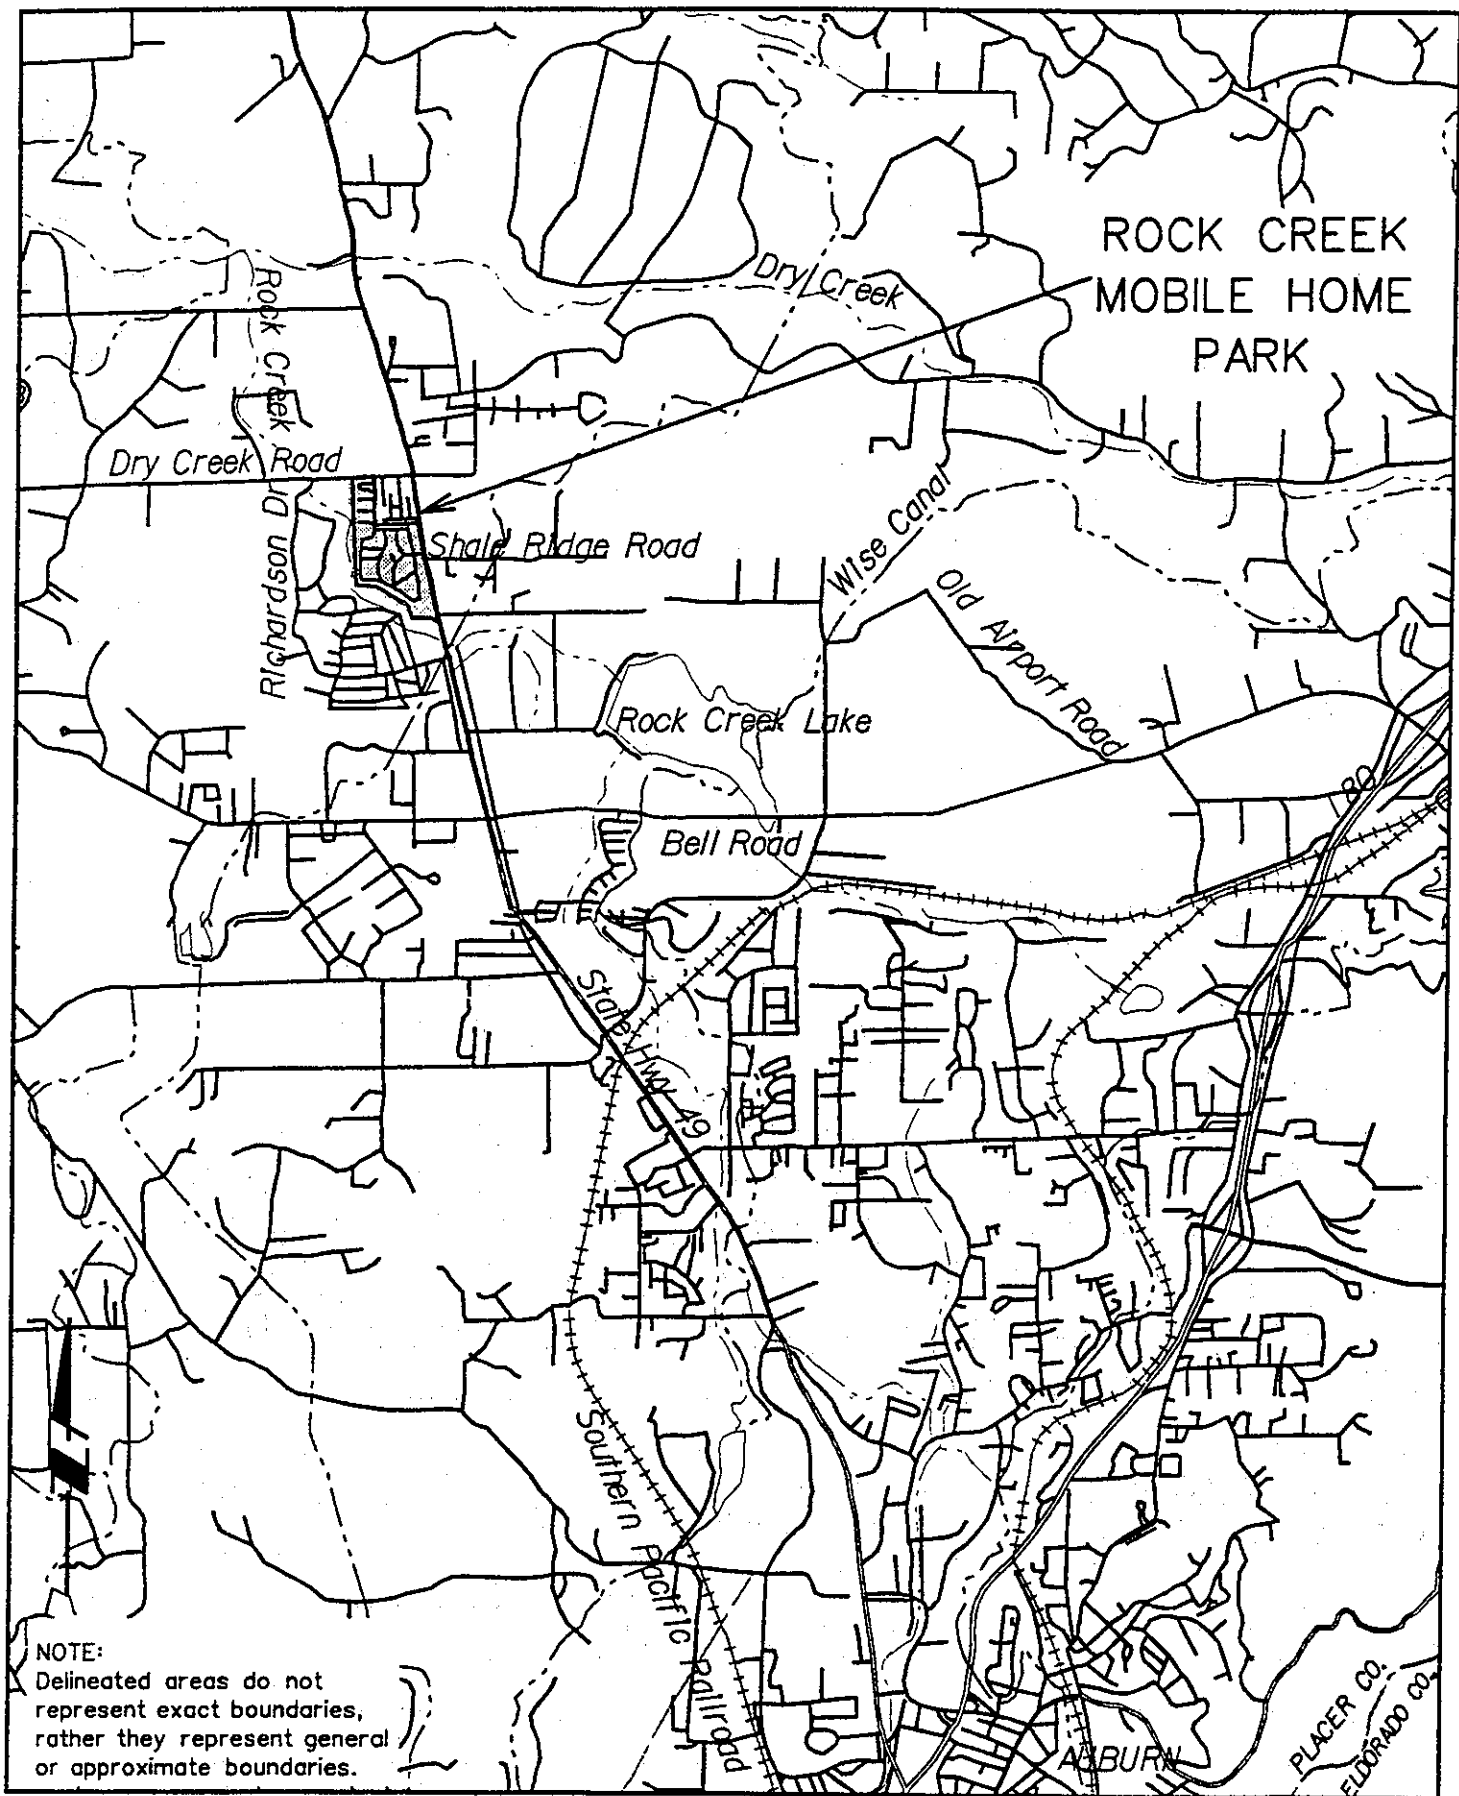 ROCK CREEK
MOBILE HOME
PARK
Dry Creek
Rock Creek Rd
Dry Creek Road
Richardson Dr
Shale Ridge Road
Wise Canal
Old Airport Road
Rock Creek Lake
I 80
Bell Road
State Hwy 49
Southern Pacific Railroad
NOTE:
Delineated areas do not
represent exact boundaries,
rather they represent general
or approximate boundaries.
AUBURN
PLACER CO.
ELDORADO CO.